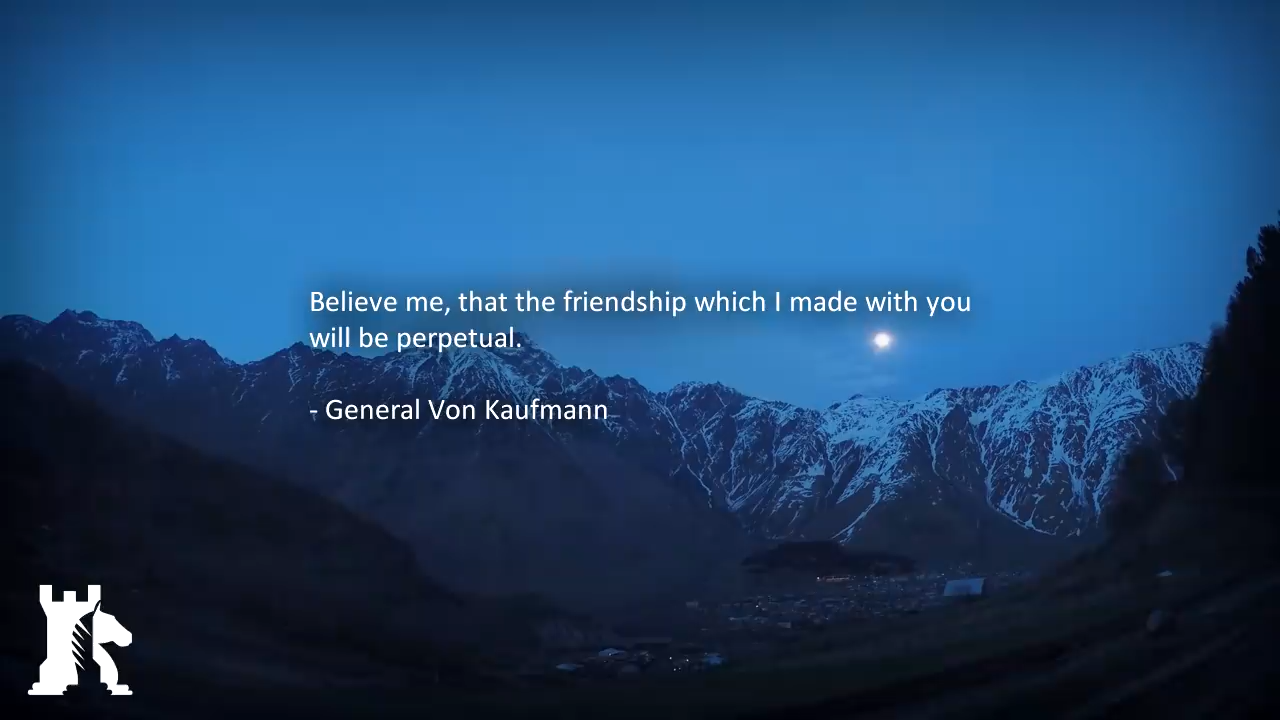 Believe me, that the friendship which I made with you
will be perpetual.
- General Von Kaufmann